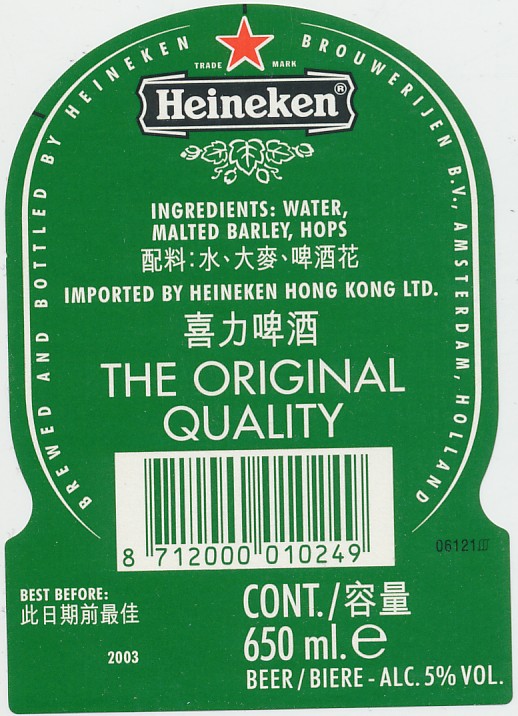 BREWED AND BOTTLED BY HEINEKEN BROUWERIJEN B.V., AMSTERDAM, HOLLAND
TRADE MARK
Heineken®
INGREDIENTS: WATER,
MALTED BARLEY, HOPS
配料:水、大麥、啤酒花
IMPORTED BY HEINEKEN HONG KONG LTD.
喜力啤酒
THE ORIGINAL
QUALITY
8 712000 010249
06121III
BEST BEFORE:
此日期前最佳
2003
CONT./容量
650 ml.e
BEER/BIERE-ALC.5% VOL.